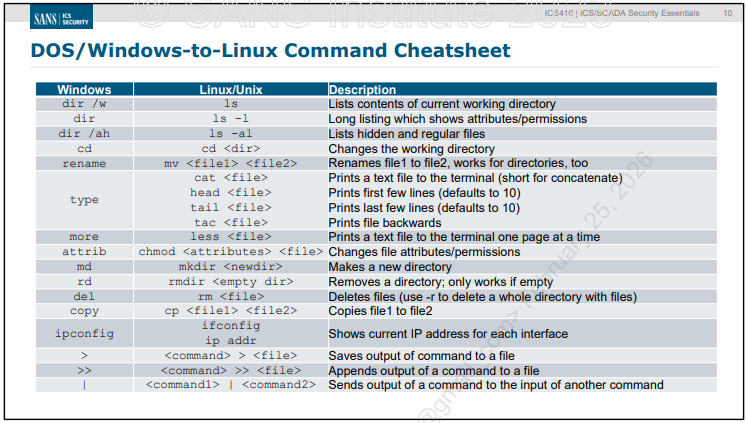 © SANS Institute 2026
SANS ICS SECURITY
ICS410 | ICS/SCADA Security Essentials 10
DOS/Windows-to-Linux Command Cheatsheet
Windows Linux/Unix Description
dir /w ls Lists contents of current working directory
dir ls -l Long listing which shows attributes/permissions
dir /ah ls -al Lists hidden and regular files
cd cd <dir> Changes the working directory
rename mv <file1> <file2> Renames file1 to file2, works for directories, too
type
cat <file> Prints a text file to the terminal (short for concatenate)
head <file> Prints first few lines (defaults to 10)
tail <file> Prints last few lines (defaults to 10)
tac <file> Prints file backwards
more less <file> Prints a text file to the terminal one page at a time
attrib chmod <attributes> <file> Changes file attributes/permissions
md mkdir <newdir> Makes a new directory
rd rmdir <empty dir> Removes a directory; only works if empty
del rm <file> Deletes files (use -r to delete a whole directory with files)
copy cp <file1> <file2> Copies file1 to file2
ipconfig
ifconfig
ip addr
Shows current IP address for each interface
> <command> > <file> Saves output of command to a file
>> <command> >> <file> Appends output of a command to a file
| <command1> | <command2> Sends output of a command to the input of another command
February 25, 2026